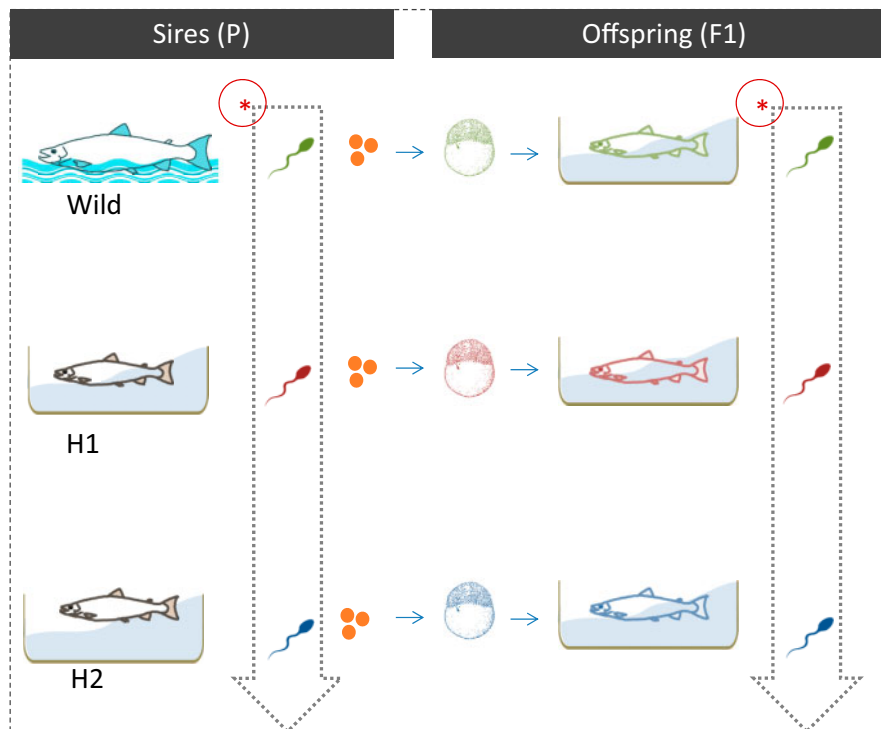 Sires (P)
Offspring (F1)
*
*
Wild
H1
H2